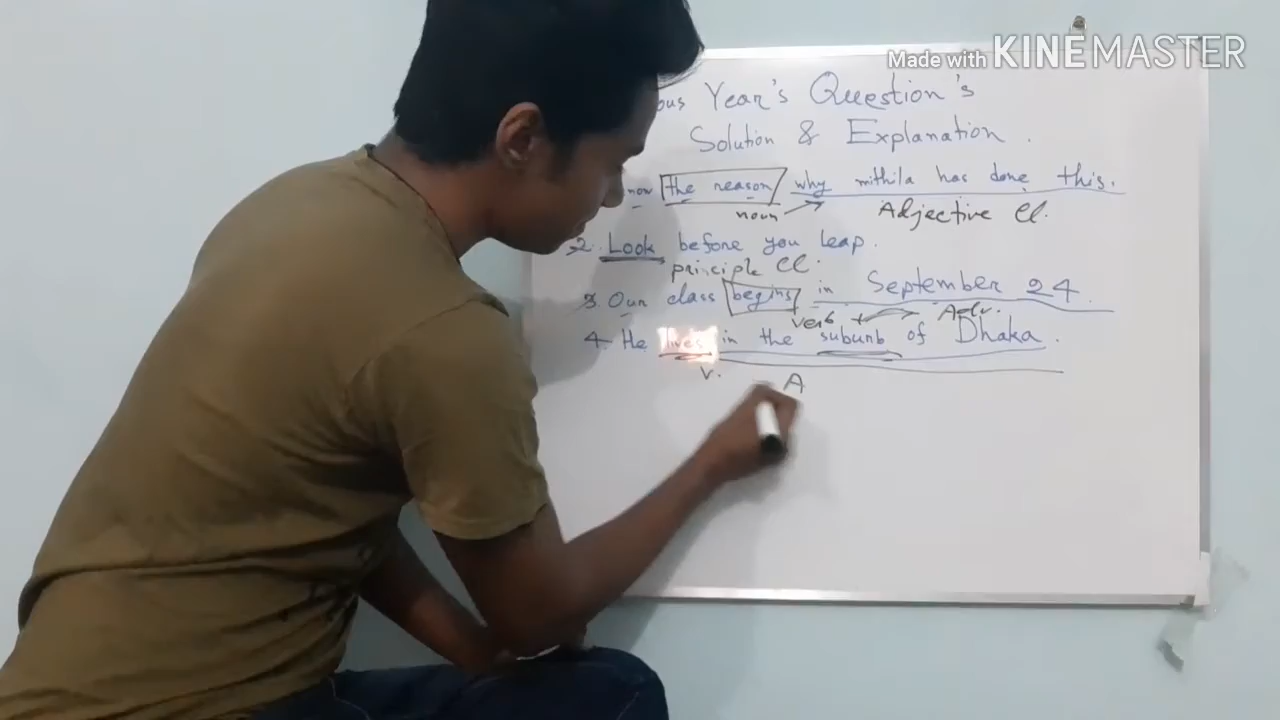 Made with KINEMASTER
ous Year's Question's
Solution & Explanation.
now the reason why mithila has done this.
noun Adjective Cl.
2. Look before you leap.
principle Cl.
3. Our class begins in September 24
verb Adv.
4. He lives in the suburb of Dhaka.
v. A